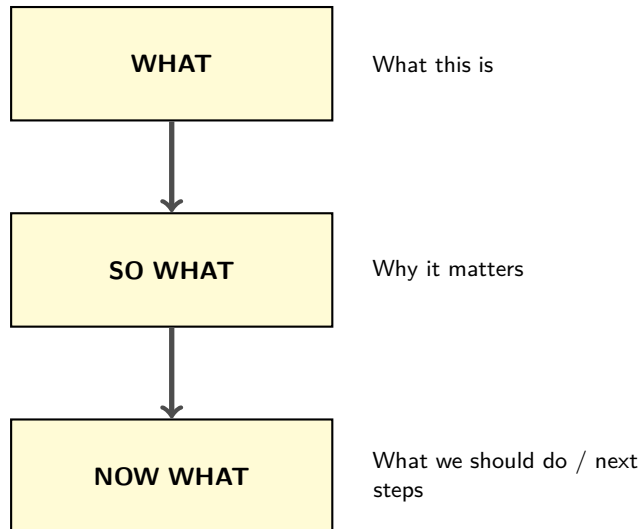 WHAT
What this is
SO WHAT
Why it matters
NOW WHAT
What we should do / next
steps